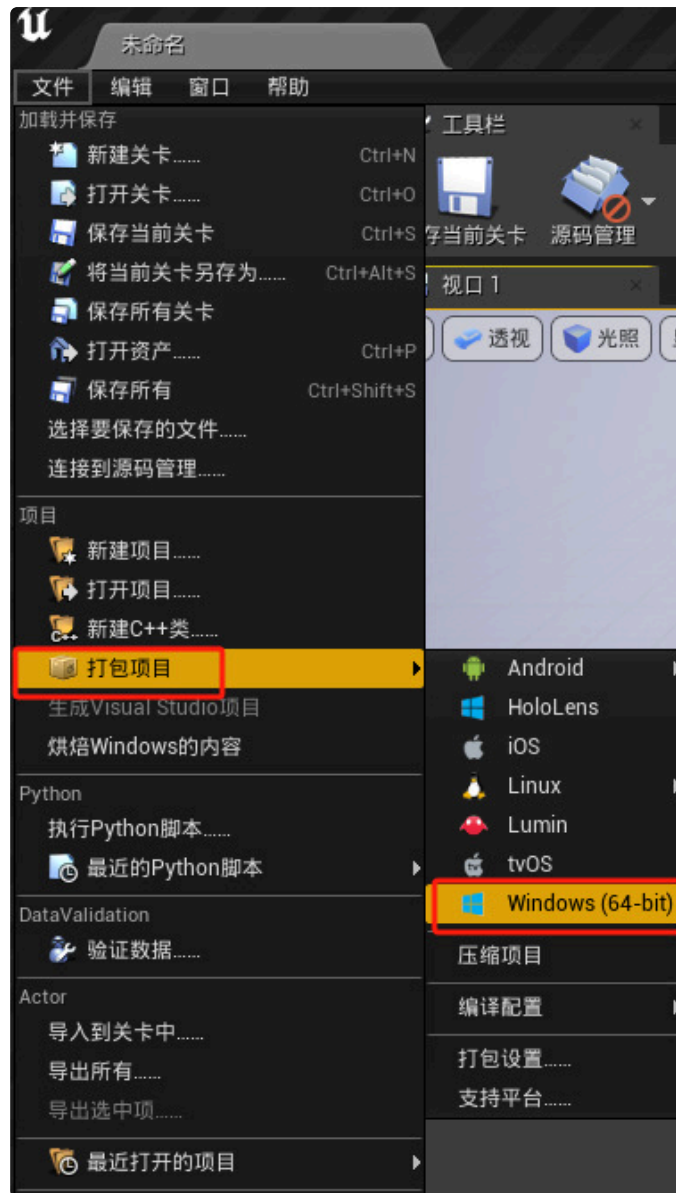 未命名
文件 编辑 窗口 帮助
加载并保存
新建关卡…… Ctrl+N
打开关卡…… Ctrl+O
保存当前关卡 Ctrl+S
将当前关卡另存为…… Ctrl+Alt+S
保存所有关卡
打开资产…… Ctrl+P
保存所有 Ctrl+Shift+S
选择要保存的文件……
连接到源码管理……
项目
新建项目……
打开项目……
新建C++类……
打包项目
生成Visual Studio项目
烘焙Windows的内容
Python
执行Python脚本……
最近的Python脚本
DataValidation
验证数据……
Actor
导入到关卡中……
导出所有……
导出选中项……
最近打开的项目
工具栏
当前关卡 源码管理
视口 1
透视 光照
Android
HoloLens
iOS
Linux
Lumin
tvOS
Windows (64-bit)
压缩项目
编译配置
打包设置……
支持平台……